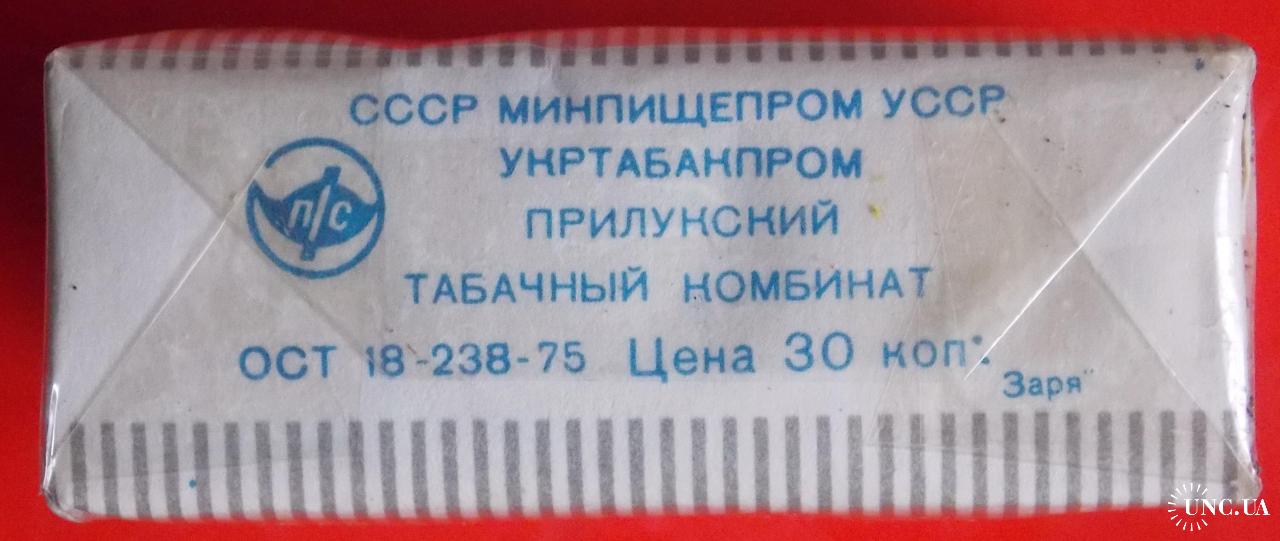 СССР МИНПИЩЕПРОМ УССР
УКРТАБАКПРОМ
П/С
ПРИЛУКСКИЙ
ТАБАЧНЫЙ КОМБИНАТ
ОСТ 18-238-75 Цена 30 коп.
"Заря"
UNC.UA